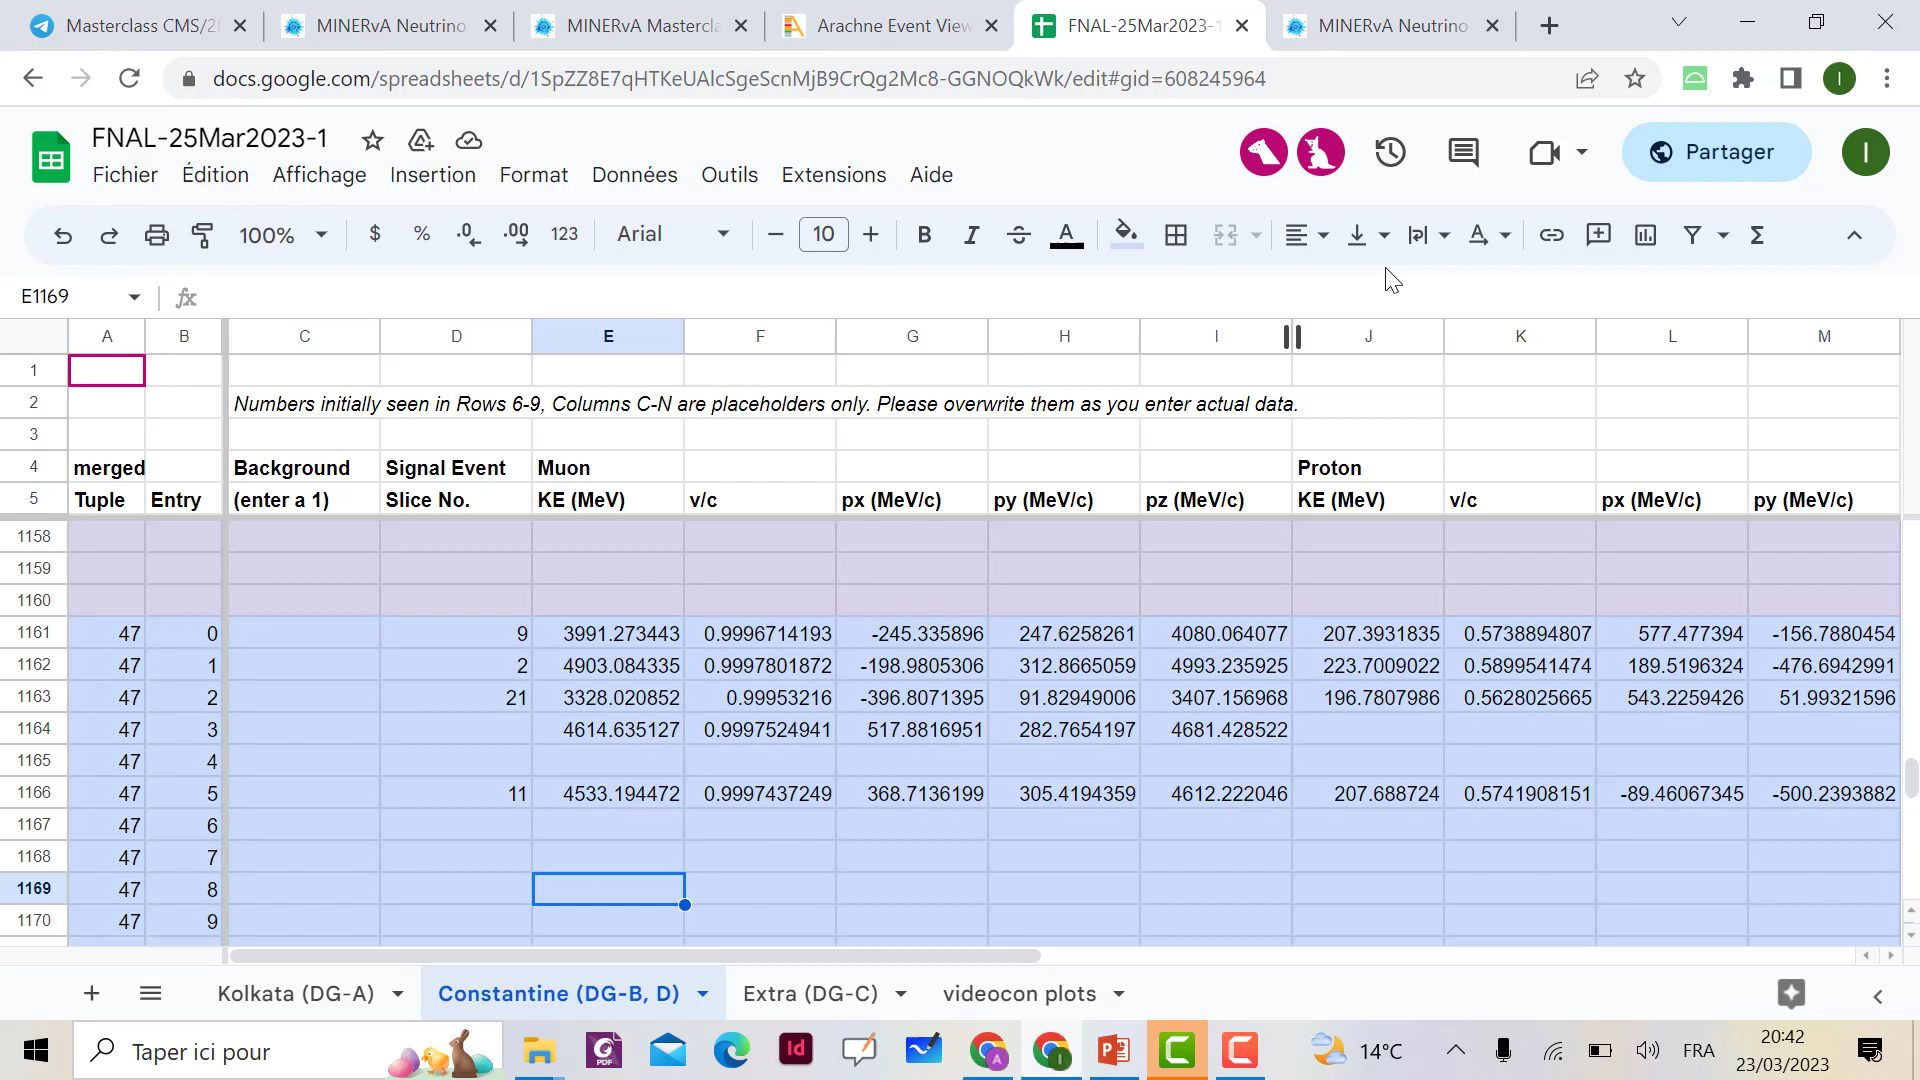 Masterclass CMS/2
MINERvA Neutrino
MINERvA Mastercla
Arachne Event View
FNAL-25Mar2023-1
MINERvA Neutrino
docs.google.com/spreadsheets/d/1SpZZ8E7qHTKeUAlcSgeScnMjB9CrQg2Mc8-GGNOQkWk/edit#gid=608245964
I
FNAL-25Mar2023-1
Fichier Édition Affichage Insertion Format Données Outils Extensions Aide
Partager
I
100% $ % .0 .00 123 Arial 10 B I S A
E1169 fx
A B C D E F G H I J K L M
1
2 Numbers initially seen in Rows 6-9, Columns C-N are placeholders only. Please overwrite them as you enter actual data.
3
4 merged Background Signal Event Muon Proton
5 Tuple Entry (enter a 1) Slice No. KE (MeV) v/c px (MeV/c) py (MeV/c) pz (MeV/c) KE (MeV) v/c px (MeV/c) py (MeV/c)
1158
1159
1160
1161 47 0 9 3991.273443 0.9996714193 -245.335896 247.6258261 4080.064077 207.3931835 0.5738894807 577.477394 -156.7880454
1162 47 1 2 4903.084335 0.9997801872 -198.9805306 312.8665059 4993.235925 223.7009022 0.5899541474 189.5196324 -476.6942991
1163 47 2 21 3328.020852 0.99953216 -396.8071395 91.82949006 3407.156968 196.7807986 0.5628025665 543.2259426 51.99321596
1164 47 3 4614.635127 0.9997524941 517.8816951 282.7654197 4681.428522
1165 47 4
1166 47 5 11 4533.194472 0.9997437249 368.7136199 305.4194359 4612.222046 207.688724 0.5741908151 -89.46067345 -500.2393882
1167 47 6
1168 47 7
1169 47 8
1170 47 9
Kolkata (DG-A) Constantine (DG-B, D) Extra (DG-C) videocon plots
Taper ici pour
PDF
Id
A
I
14°C
FRA
20:42
23/03/2023